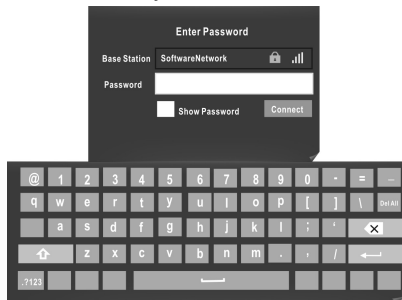 Enter Password
Base Station SoftwareNetwork
Password
Show Password Connect
@ 1 2 3 4 5 6 7 8 9 0 - = _
q w e r t y u I o p [ ] \ Del All
a s d f g h j k l ; '
z x c v b n m . , /
.?123